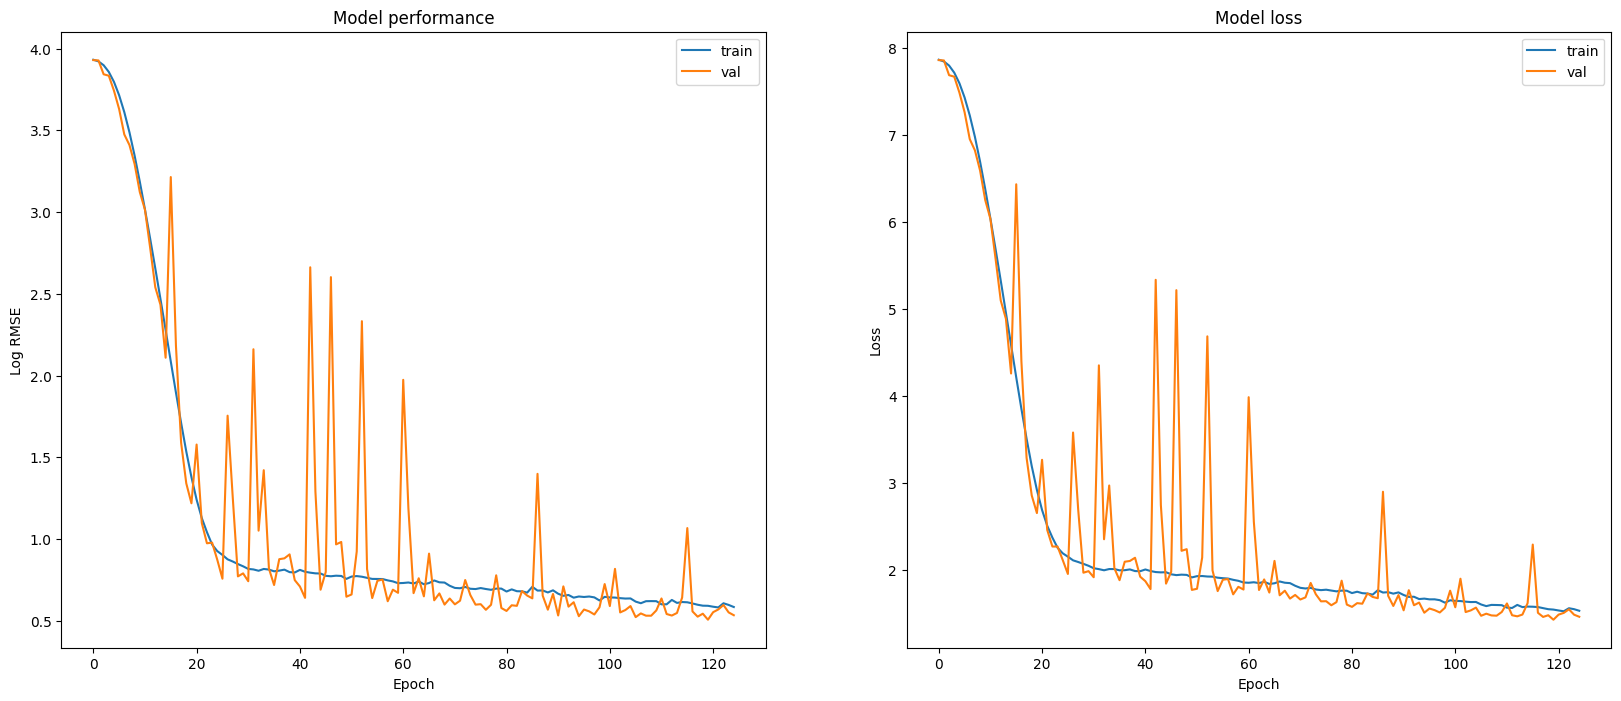 Model performance
Log RMSE
4.0
3.5
3.0
2.5
2.0
1.5
1.0
0.5
0 20 40 60 80 100 120
Epoch
train
val
Model loss
Loss
8
7
6
5
4
3
2
0 20 40 60 80 100 120
Epoch
train
val